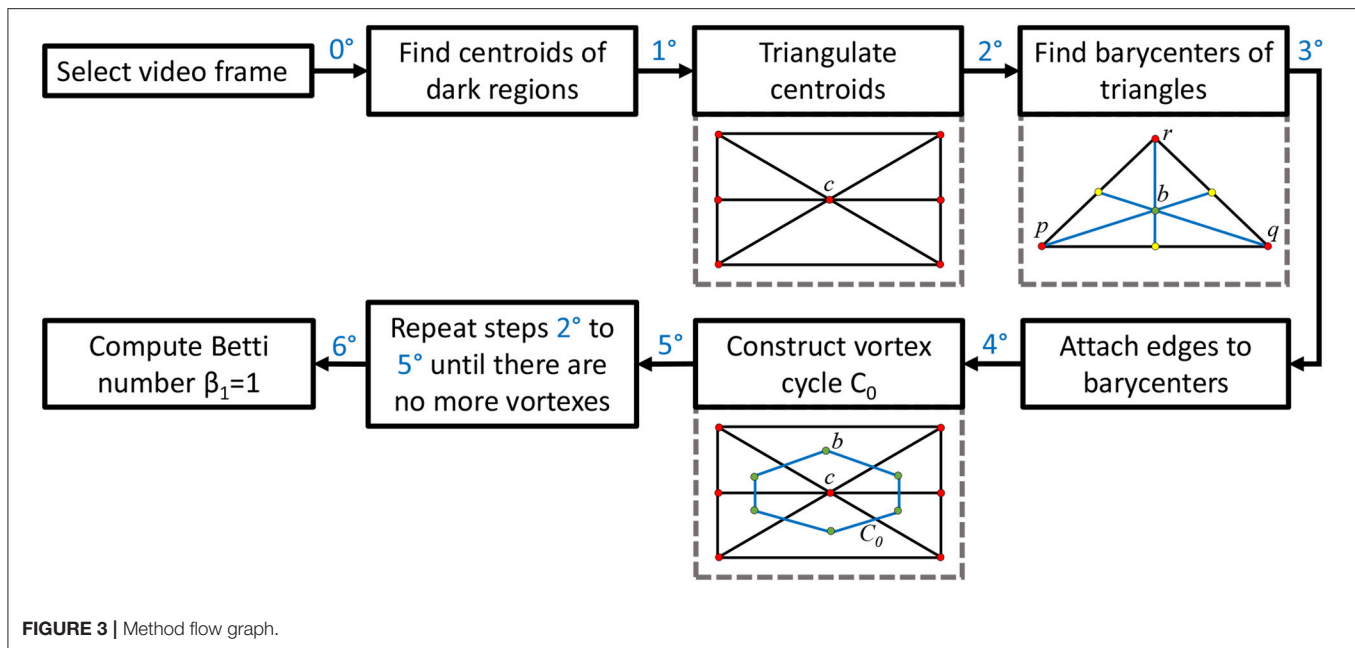 Select video frame
0°
Find centroids of
dark regions
1°
Triangulate
centroids
2°
Find barycenters of
triangles
3°
c
r
b
p
q
Attach edges to
barycenters
4°
Construct vortex
cycle C₀
5°
Repeat steps 2° to
5° until there are
no more vortexes
6°
Compute Betti
number β₁=1
b
c
C₀
FIGURE 3 | Method flow graph.